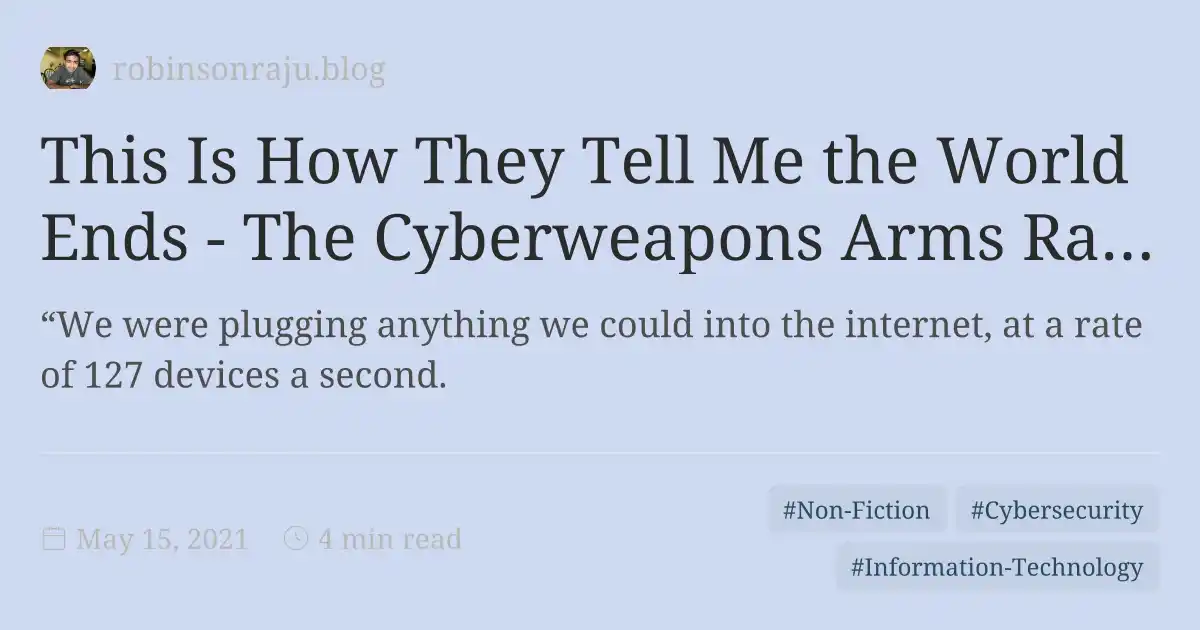 robinsonraju.blog
This Is How They Tell Me the World
Ends - The Cyberweapons Arms Ra...
“We were plugging anything we could into the internet, at a rate
of 127 devices a second.
May 15, 2021 4 min read
#Non-Fiction #Cybersecurity
#Information-Technology